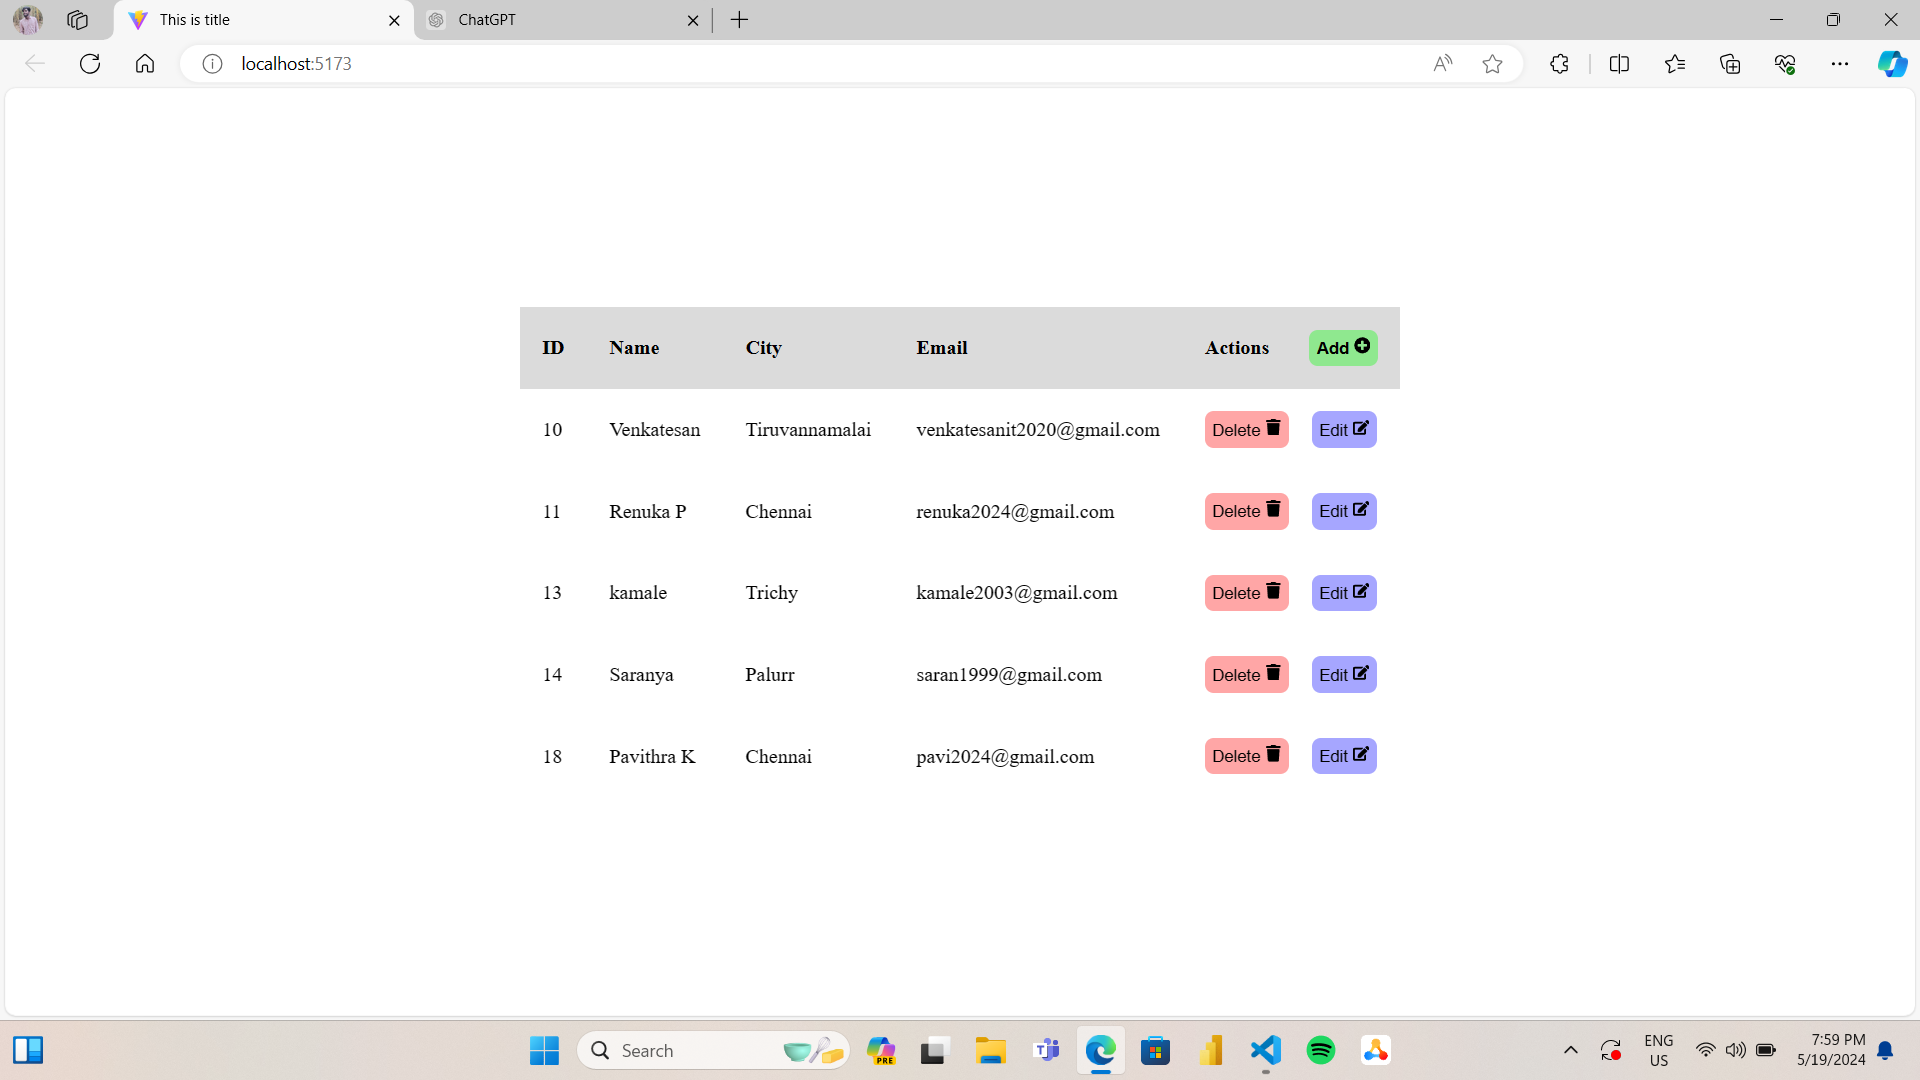 This is title
ChatGPT
localhost:5173
ID Name City Email Actions Add
10 Venkatesan Tiruvannamalai venkatesanit2020@gmail.com Delete Edit
11 Renuka P Chennai renuka2024@gmail.com Delete Edit
13 kamale Trichy kamale2003@gmail.com Delete Edit
14 Saranya Palurr saran1999@gmail.com Delete Edit
18 Pavithra K Chennai pavi2024@gmail.com Delete Edit
Search
PRE
ENG
US
7:59 PM
5/19/2024